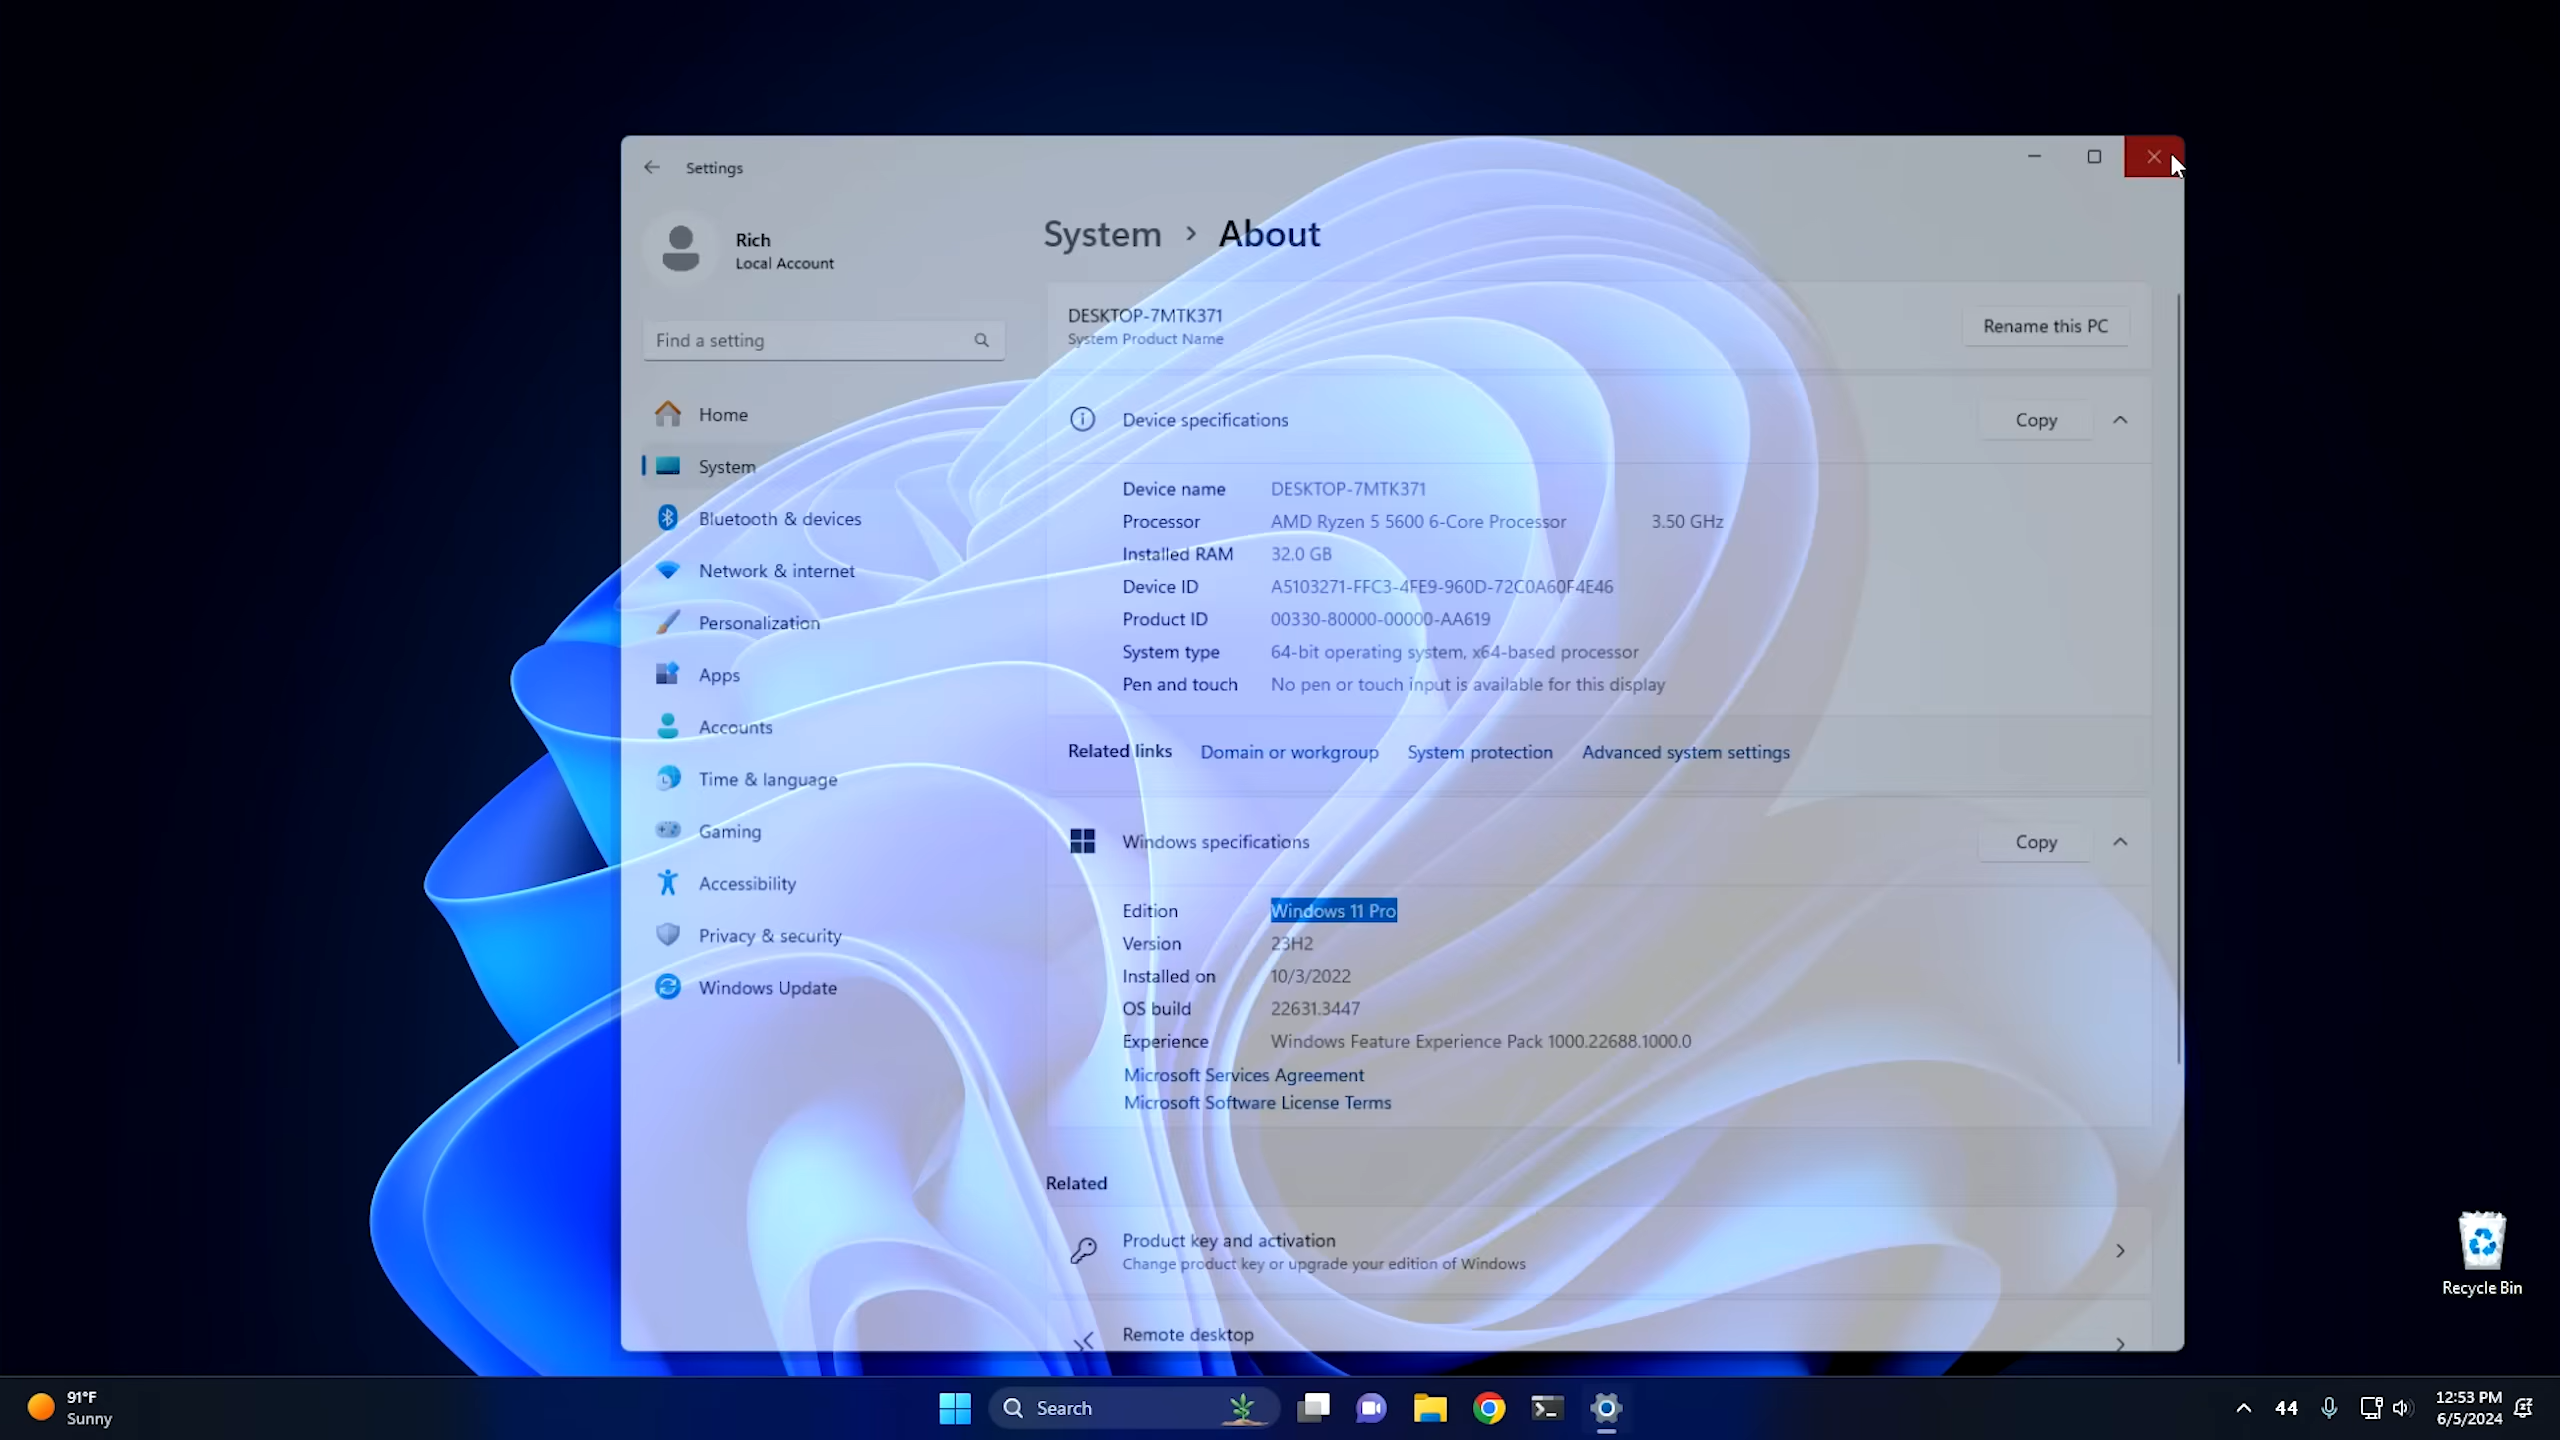 Settings
Rich
Local Account
Find a setting
Home
System
Bluetooth & devices
Network & internet
Personalization
Apps
Accounts
Time & language
Gaming
Accessibility
Privacy & security
Windows Update
System › About
DESKTOP-7MTK371
System Product Name
Rename this PC
Device specifications
Copy
Device name DESKTOP-7MTK371
Processor AMD Ryzen 5 5600 6-Core Processor 3.50 GHz
Installed RAM 32.0 GB
Device ID A5103271-FFC3-4FE9-960D-72C0A60F4E46
Product ID 00330-80000-00000-AA619
System type 64-bit operating system, x64-based processor
Pen and touch No pen or touch input is available for this display
Related links Domain or workgroup System protection Advanced system settings
Windows specifications
Copy
Edition Windows 11 Pro
Version 23H2
Installed on 10/3/2022
OS build 22631.3447
Experience Windows Feature Experience Pack 1000.22688.1000.0
Microsoft Services Agreement
Microsoft Software License Terms
Related
Product key and activation
Change product key or upgrade your edition of Windows
Remote desktop
Recycle Bin
91°F
Sunny
Search
44
12:53 PM
6/5/2024